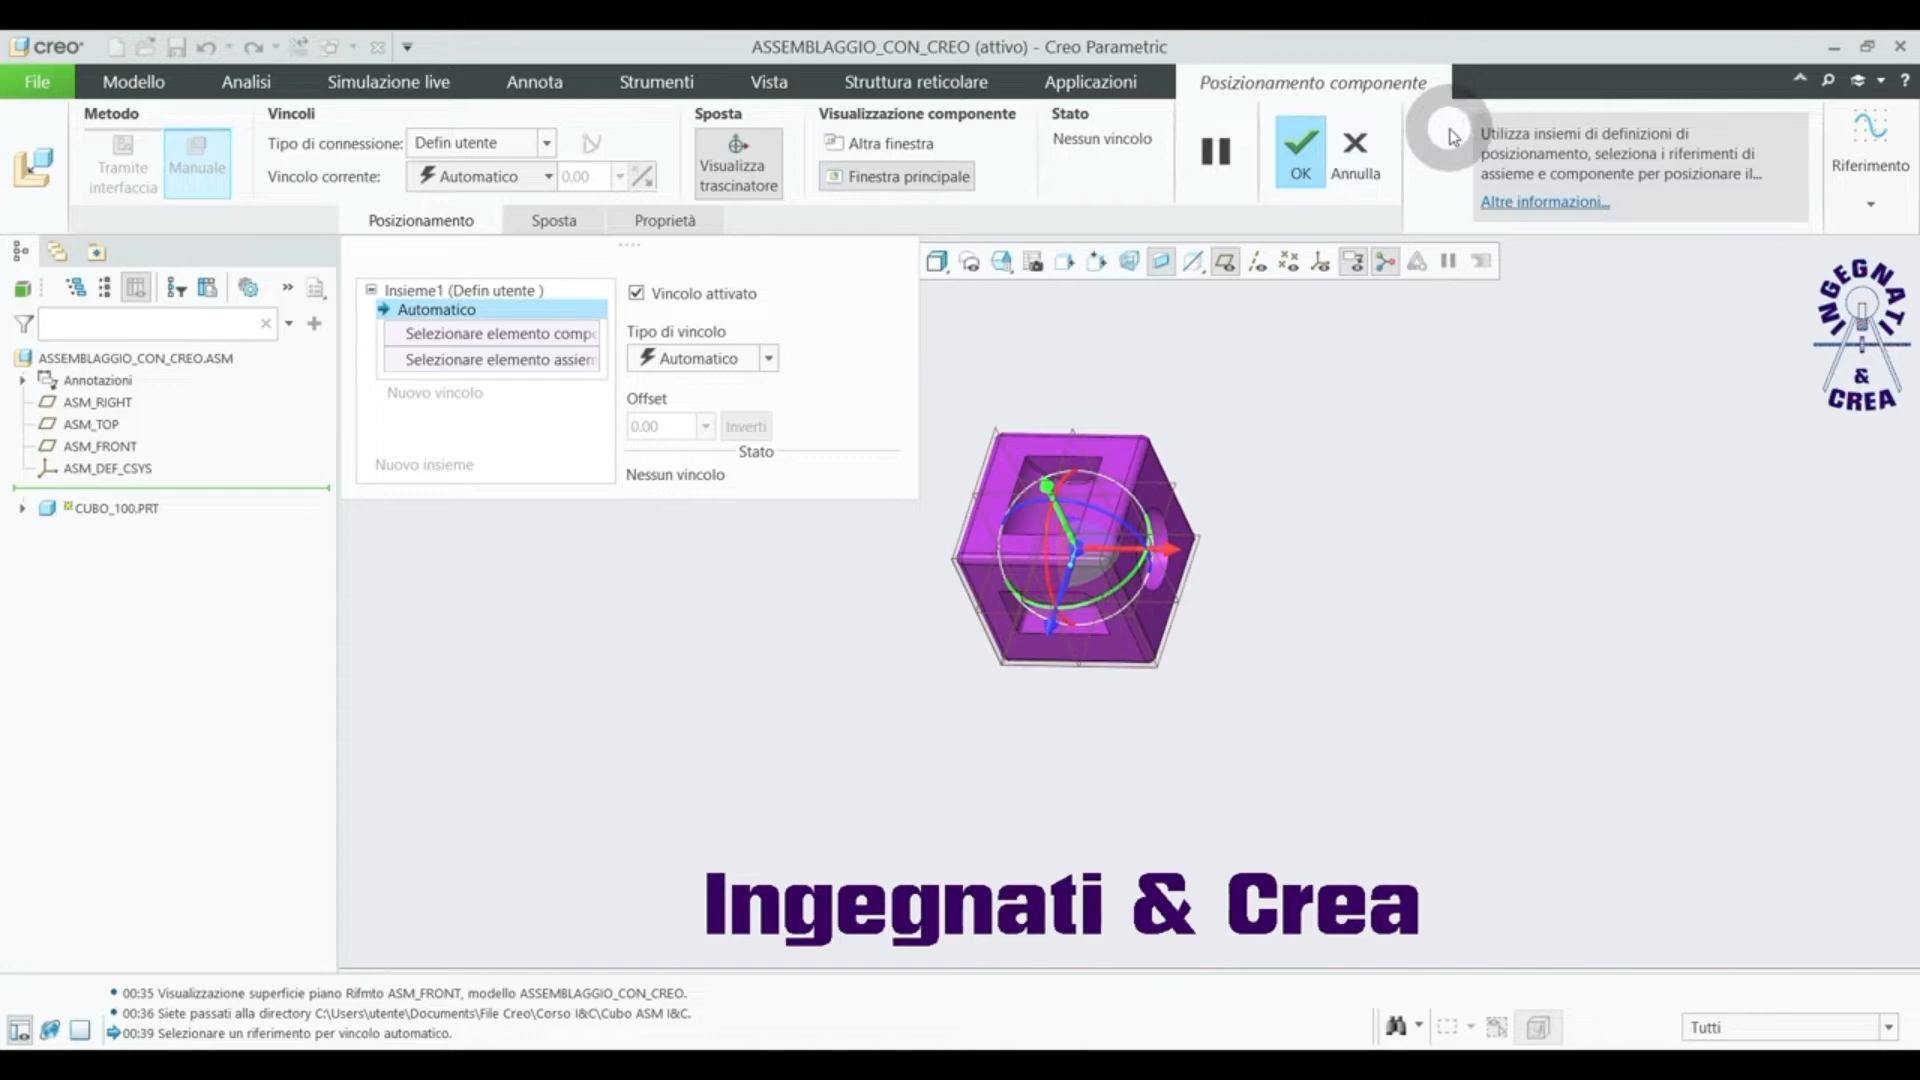 creo
ASSEMBLAGGIO_CON_CREO (attivo) - Creo Parametric
File
Modello
Analisi
Simulazione live
Annota
Strumenti
Vista
Struttura reticolare
Applicazioni
Posizionamento componente
?
Metodo
Tramite
interfaccia
Manuale
Vincoli
Tipo di connessione:
Defin utente
Vincolo corrente:
Automatico
0.00
Sposta
Visualizza
trascinatore
Visualizzazione componente
Altra finestra
Finestra principale
Stato
Nessun vincolo
OK
Annulla
Utilizza insiemi di definizioni di
posizionamento, seleziona i riferimenti di
assieme e componente per posizionare il...
Altre informazioni...
Riferimento
Posizionamento
Sposta
Proprietà
Insieme1 (Defin utente )
Automatico
Selezionare elemento comp
Selezionare elemento assien
Nuovo vincolo
Nuovo insieme
Vincolo attivato
Tipo di vincolo
Automatico
Offset
0.00
Inverti
Stato
Nessun vincolo
ASSEMBLAGGIO_CON_CREO.ASM
Annotazioni
ASM_RIGHT
ASM_TOP
ASM_FRONT
ASM_DEF_CSYS
CUBO_100.PRT
INGEGNATI
&
CREA
Ingegnati & Crea
00:35 Visualizzazione superficie piano Rifmto ASM_FRONT, modello ASSEMBLAGGIO_CON_CREO.
00:36 Siete passati alla directory C:\Users\utente\Documents\File Creo\Corso I&C\Cubo ASM I&C.
00:39 Selezionare un riferimento per vincolo automatico.
Tutti